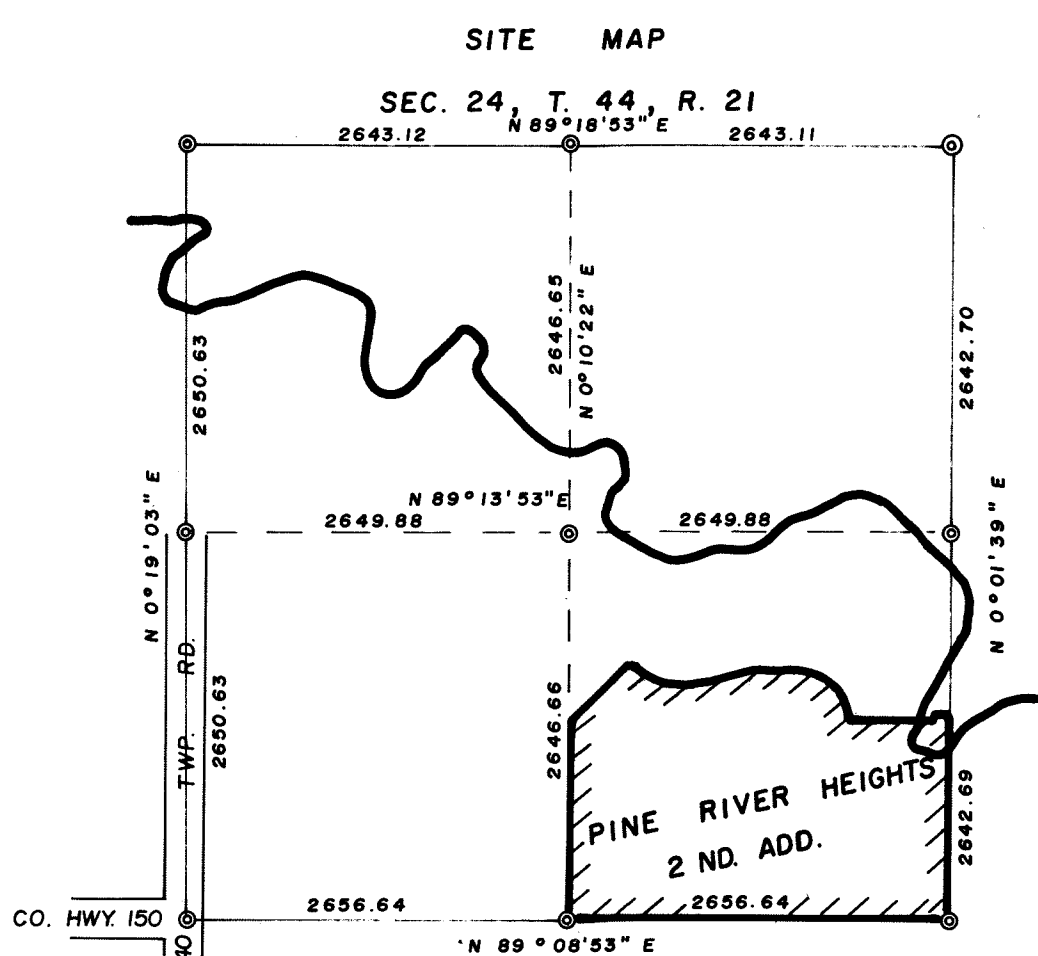 SITE MAP
SEC. 24, T. 44, R. 21
N 89°18'53" E
2643.12
2643.11
2650.63
2646.65
N 0°10'22" E
2642.70
N 89°13'53" E
2649.88
2649.88
N 0°19'03" E
N 0°01'39" E
TWP. RD.
2650.63
2646.66
PINE RIVER HEIGHTS
2 ND. ADD.
2642.69
2656.64
2656.64
CO. HWY. 150
N 89°08'53" E
40